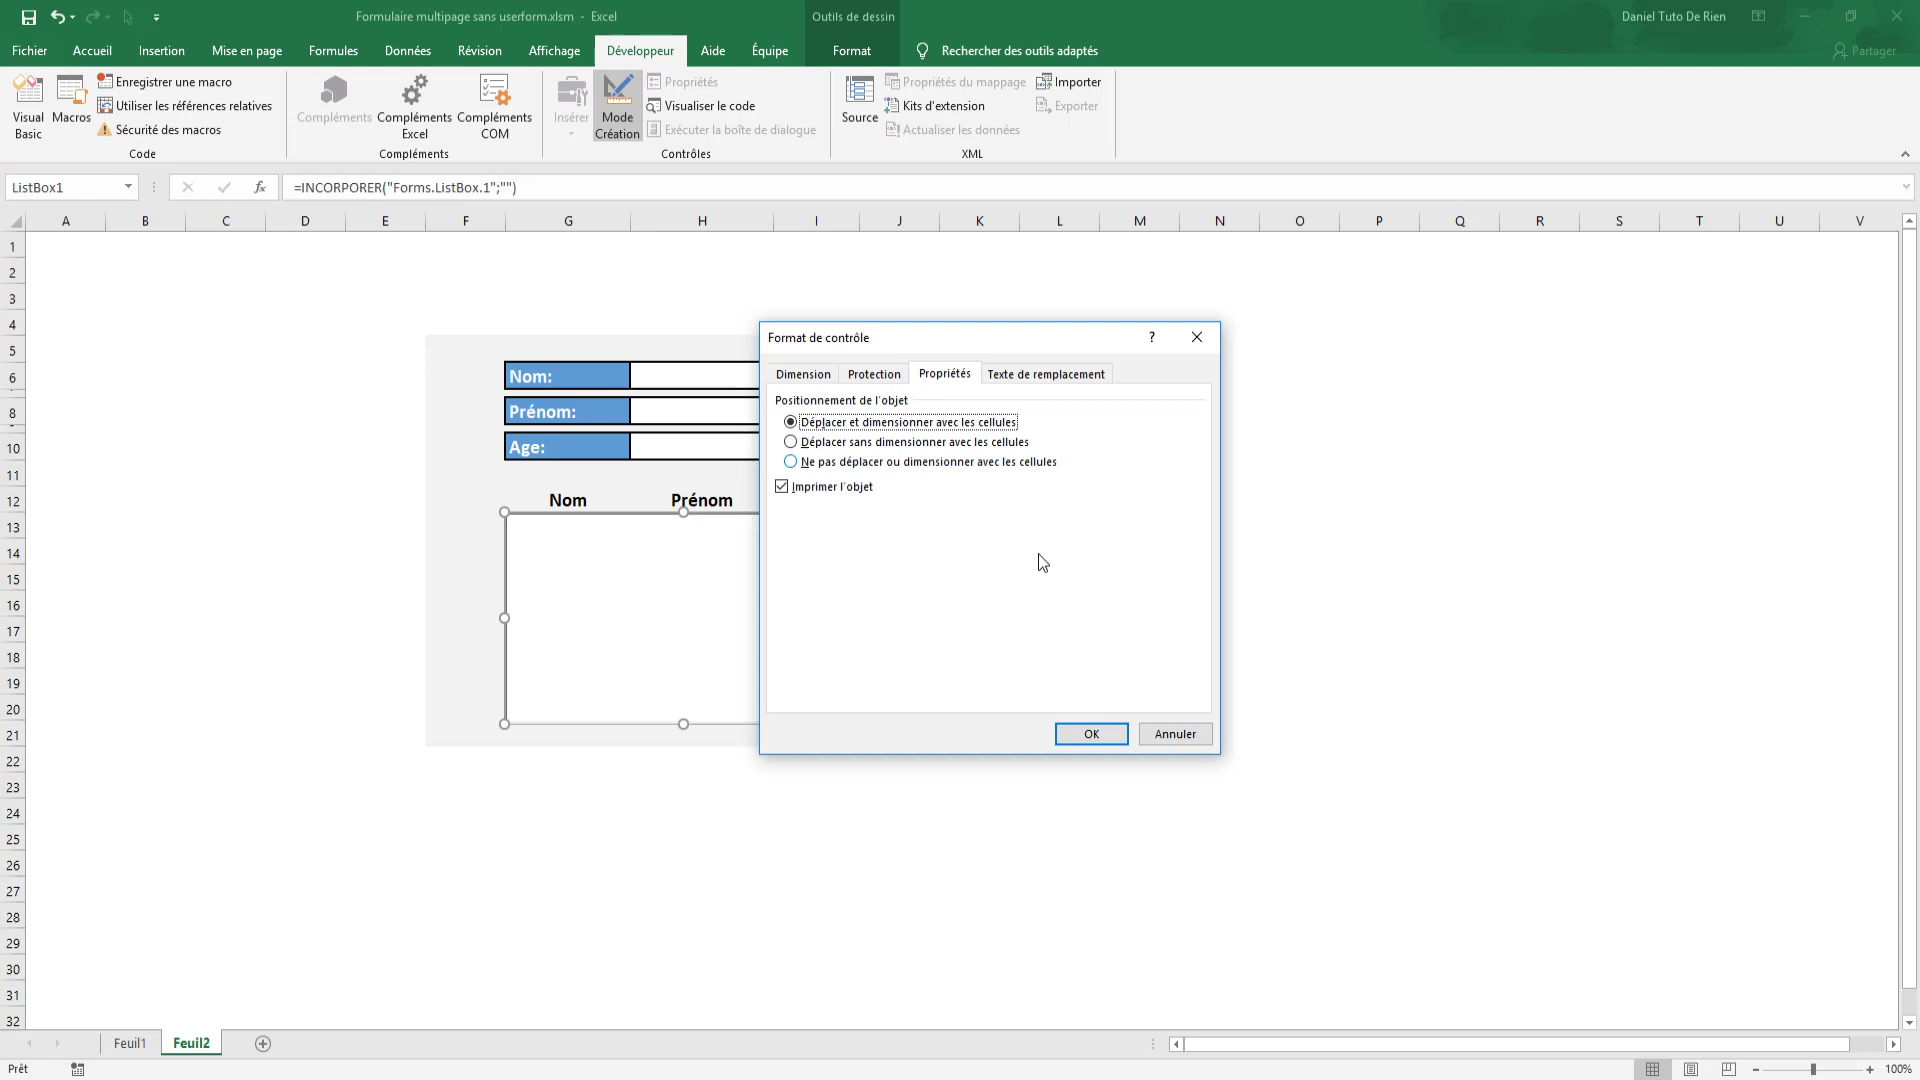 Formulaire multipage sans userform.xlsm - Excel
Outils de dessin
Daniel Tuto De Rien
Fichier Accueil Insertion Mise en page Formules Données Révision Affichage Développeur Aide Équipe Format Rechercher des outils adaptés Partager
Visual Basic
Macros
Enregistrer une macro
Utiliser les références relatives
Sécurité des macros
Code
Compléments
Compléments Excel
Compléments COM
Compléments
Insérer
Mode Création
Propriétés
Visualiser le code
Exécuter la boîte de dialogue
Contrôles
Source
Propriétés du mappage
Kits d'extension
Actualiser les données
Importer
Exporter
XML
ListBox1
fx
=INCORPORER("Forms.ListBox.1";"")
A B C D E F G H I J K L M N O P Q R S T U V
1
2
3
4
5
6
8
10
11
12
13
14
15
16
17
18
19
20
21
22
23
24
25
26
27
28
29
30
31
32
Nom:
Prénom:
Age:
Nom Prénom
Format de contrôle ?
Dimension Protection Propriétés Texte de remplacement
Positionnement de l'objet
Déplacer et dimensionner avec les cellules
Déplacer sans dimensionner avec les cellules
Ne pas déplacer ou dimensionner avec les cellules
Imprimer l'objet
OK Annuler
Feuil1 Feuil2
Prêt
100%